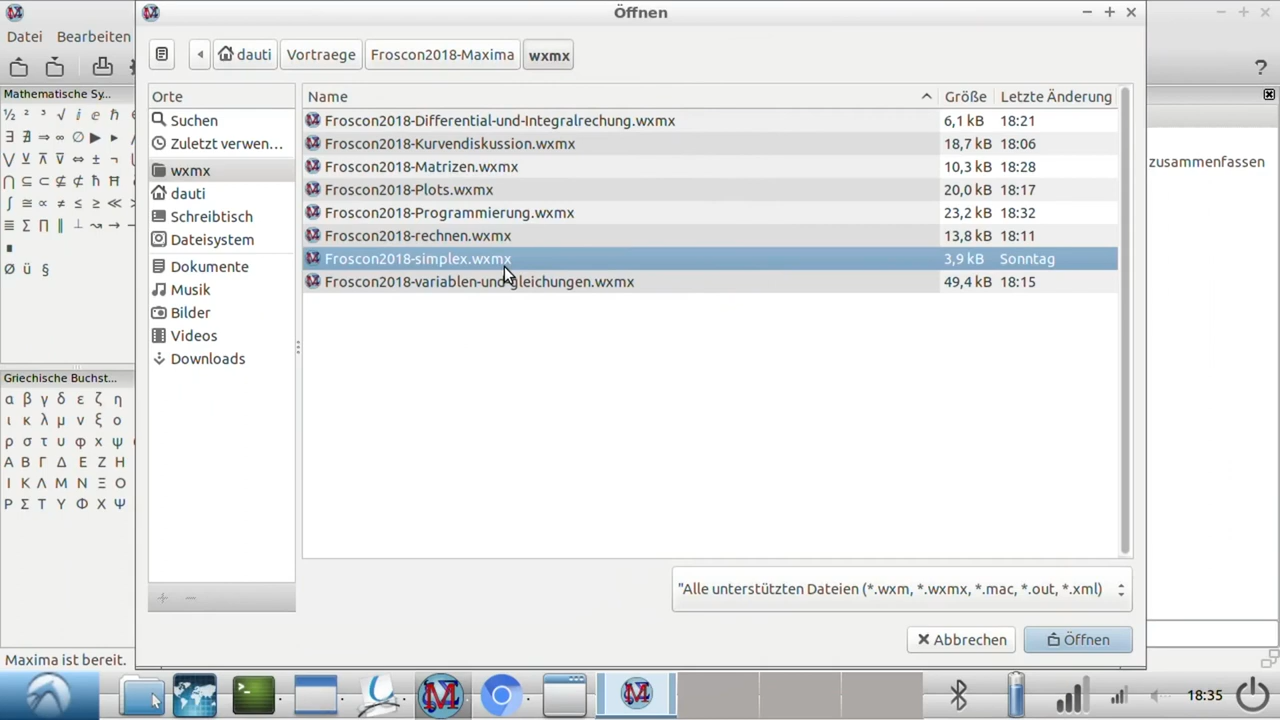 Öffnen
Datei Bearbeiten
dauti Vortraege Froscon2018-Maxima wxmx
?
Mathematische Sy...
½ ² ³ √ ⅈ ⅇ ℏ
∃ ∄ ⇒ ∞ ∅ ▶ ▸
⋁ ⊻ ⊼ ⊽ ⇔ ± ¬
⋂ ⊆ ⊂ ⊈ ⊄ ħ Ħ
∫ ≅ ∝ ≠ ≤ ≥ ≪
≣ ∑ ∏ ∥ ⟂ ↝ →
∎
Ø ü §
Griechische Buchst...
α β γ δ ε ζ η
ι κ λ μ ν ξ ο
ρ σ τ υ φ χ ψ
Α Β Γ Δ Ε Ζ Η
Ι Κ Λ Μ Ν Ξ Ο
Ρ Σ Τ Υ Φ Χ Ψ
Maxima ist bereit.
Orte
Suchen
Zuletzt verwen...
wxmx
dauti
Schreibtisch
Dateisystem
Dokumente
Musik
Bilder
Videos
Downloads
Name Größe Letzte Änderung
Froscon2018-Differential-und-Integralrechung.wxmx 6,1 kB 18:21
Froscon2018-Kurvendiskussion.wxmx 18,7 kB 18:06
Froscon2018-Matrizen.wxmx 10,3 kB 18:28
Froscon2018-Plots.wxmx 20,0 kB 18:17
Froscon2018-Programmierung.wxmx 23,2 kB 18:32
Froscon2018-rechnen.wxmx 13,8 kB 18:11
Froscon2018-simplex.wxmx 3,9 kB Sonntag
Froscon2018-variablen-und-gleichungen.wxmx 49,4 kB 18:15
zusammenfassen
"Alle unterstützten Dateien (*.wxm, *.wxmx, *.mac, *.out, *.xml)
Abbrechen Öffnen
18:35